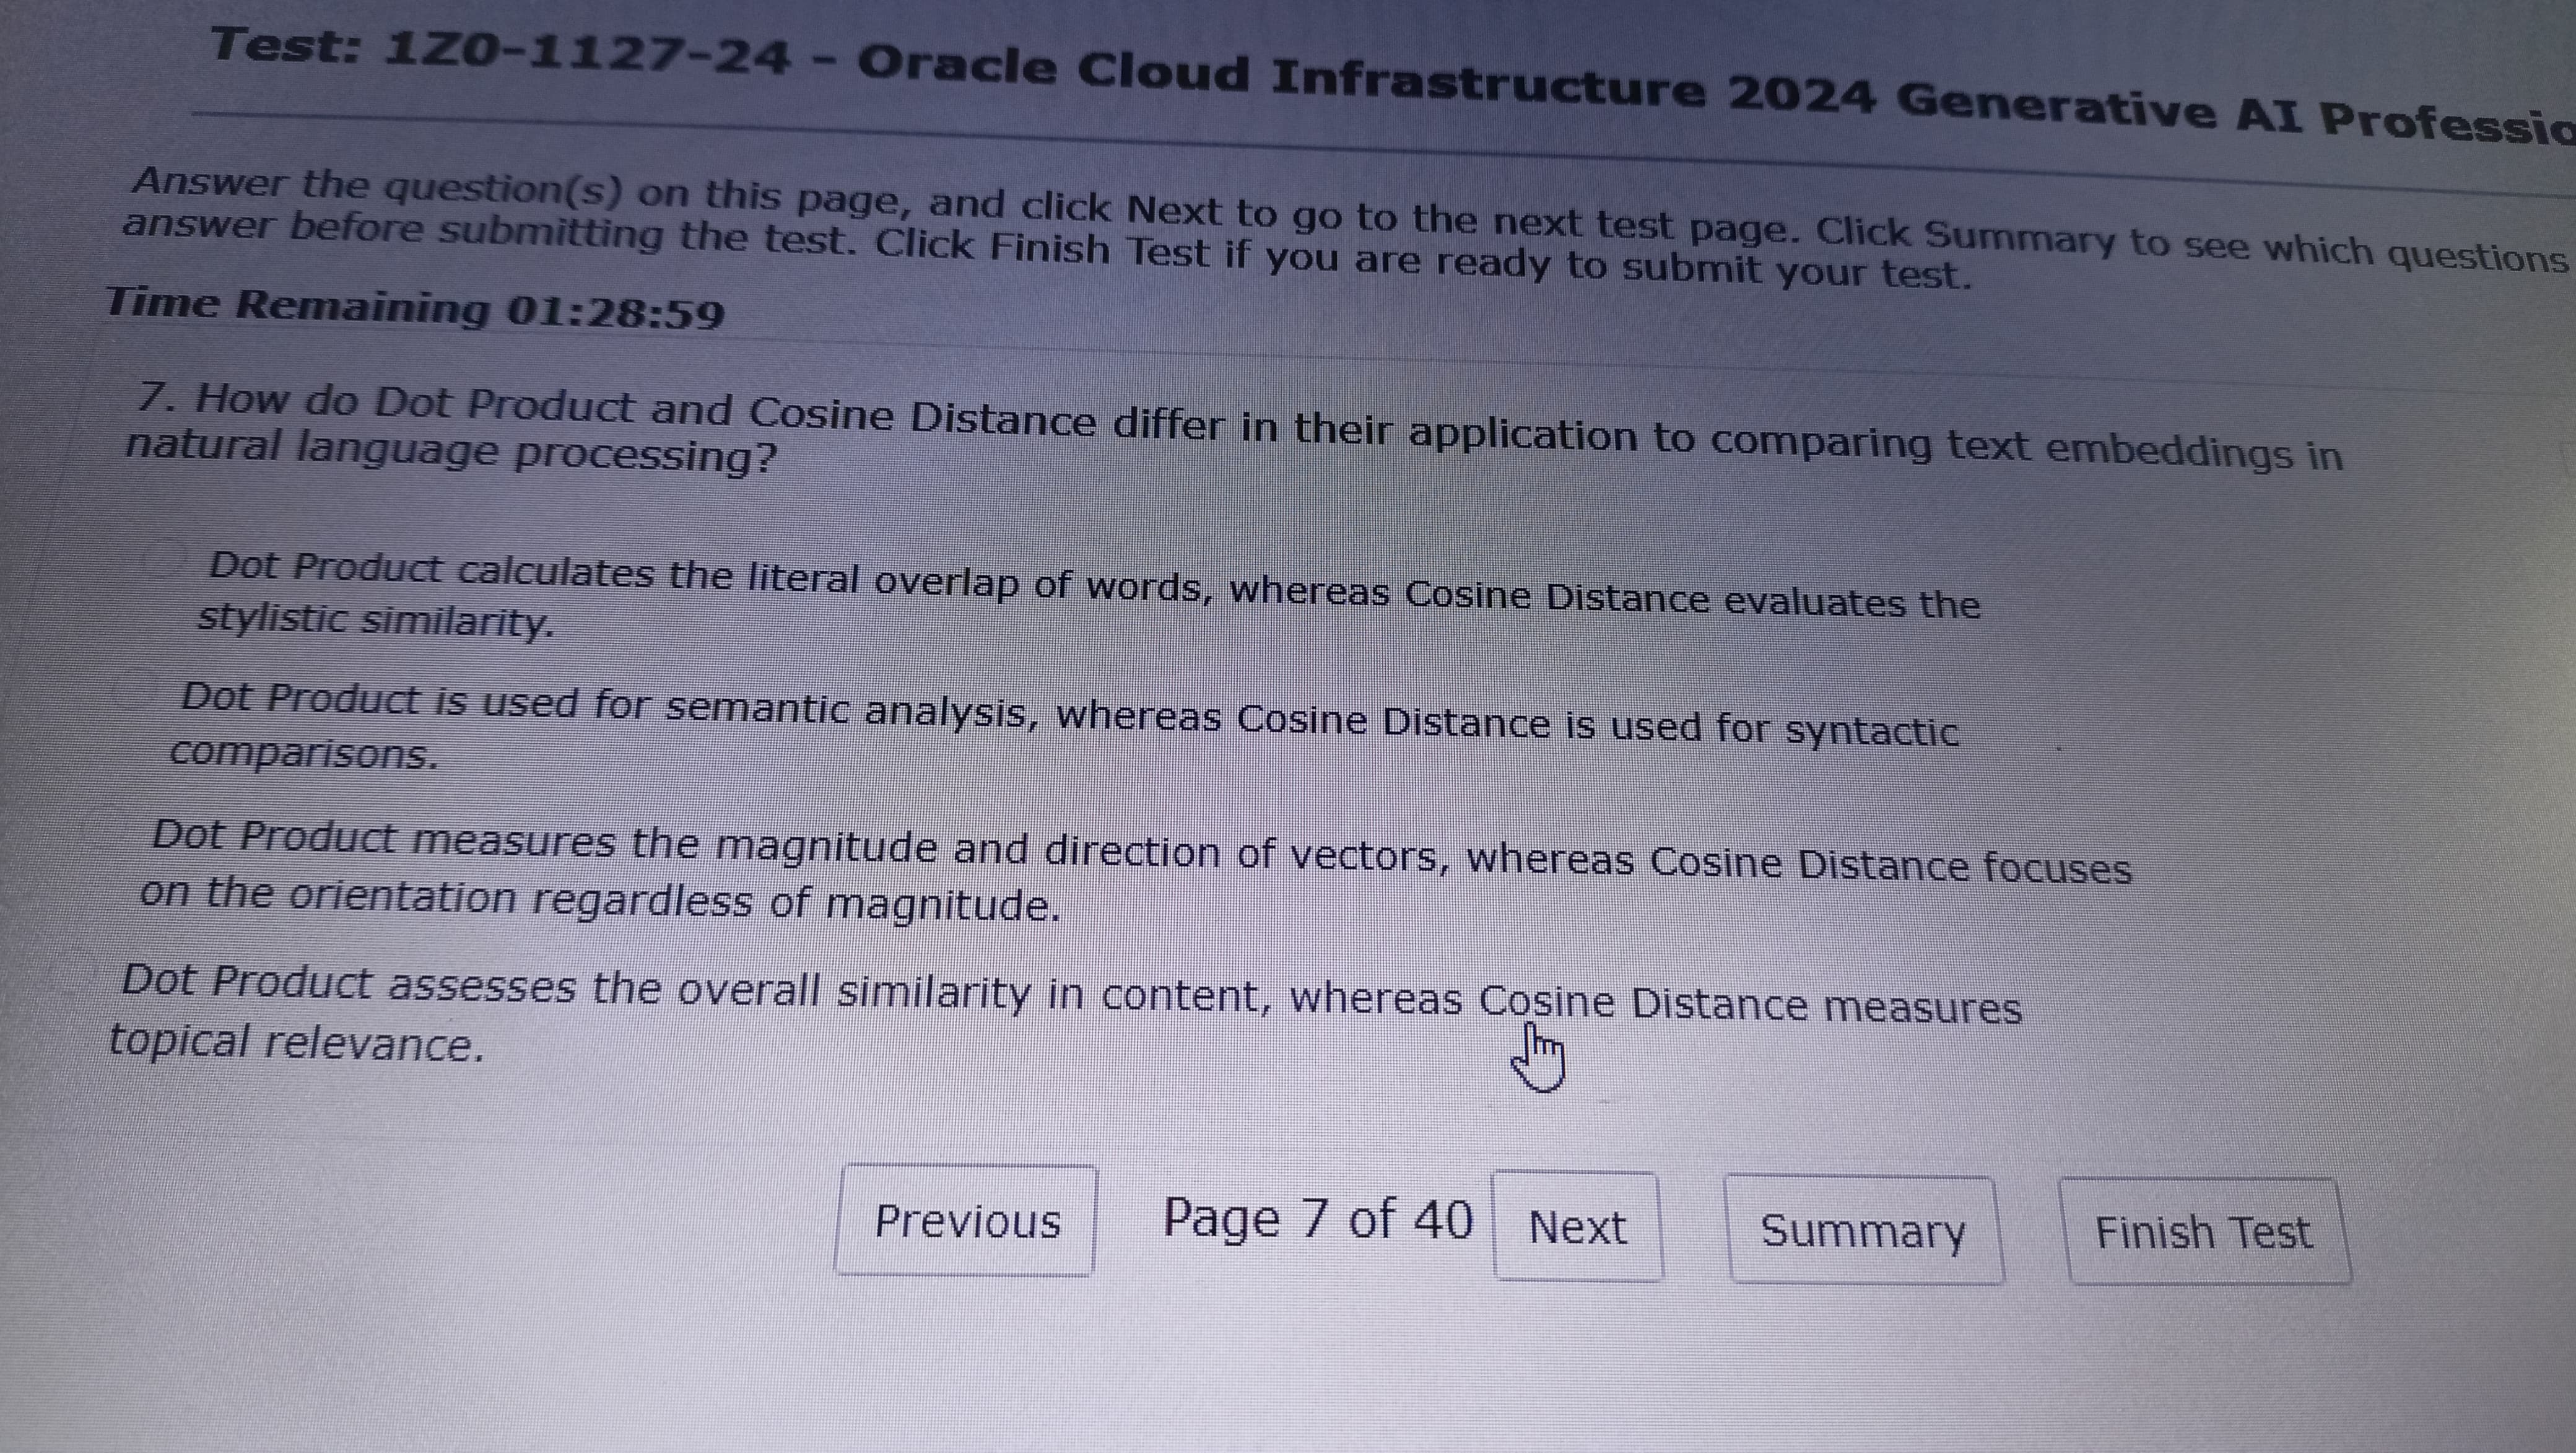 Test: 1Z0-1127-24 - Oracle Cloud Infrastructure 2024 Generative AI
Answer the question(s) on this page, and click Next to go to the next test page. Click Summary to see which questions
answer before submitting the test. Click Finish Test if you are ready to submit your test.
Time Remaining 01:28:59
7. How do Dot Product and Cosine Distance differ in their application to comparing text embeddings in
natural language processing?
Dot Product calculates the literal overlap of words, whereas Cosine Distance evaluates the
stylistic similarity.
Dot Product is used for semantic analysis, whereas Cosine Distance is used for syntactic
comparisons.
Dot Product measures the magnitude and direction of vectors, whereas Cosine Distance focuses
on the orientation regardless of magnitude.
Dot Product assesses the overall similarity in content, whereas Cosine Distance measures
topical relevance.
Previous Page 7 of 40 Next Summary Finish Test